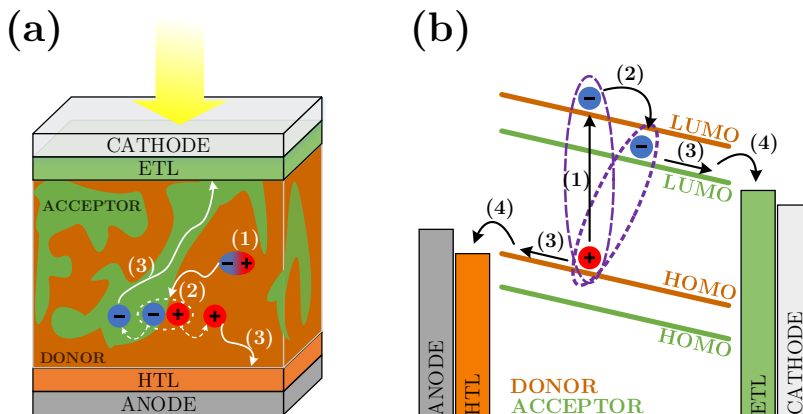 (a)
CATHODE
ETL
ACCEPTOR
(1)
(3)
(2)
− +
− − + +
(3)
DONOR
HTL
ANODE
(b)
(2)
−
LUMO
(4)
−
(3)
LUMO
(1)
(4)
(3)
+
HOMO
HOMO
ANODE
HTL
DONOR
ACCEPTOR
ETL
CATHODE